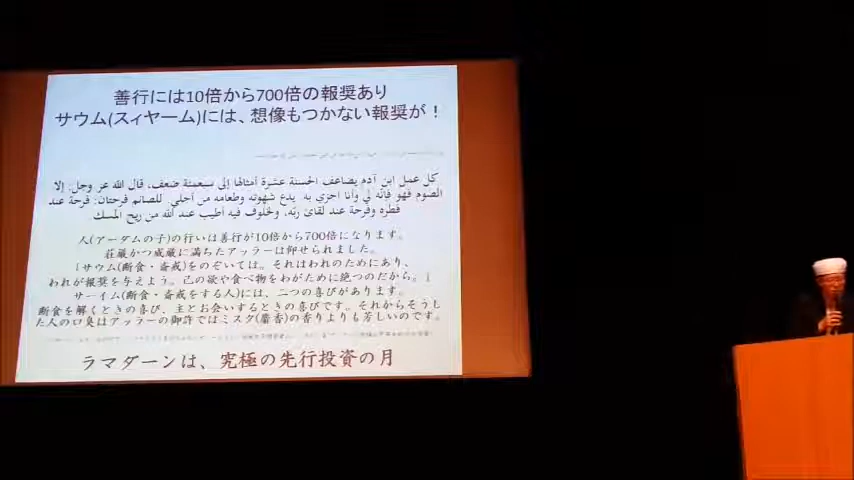 善行には10倍から700倍の報奨あり
サウム(スィヤーム)には、想像もつかない報奨が！
كل عمل ابن آدم يضاعف الحسنة عشرة أمثالها إلى سبعمئة ضعف، قال الله عز وجل: إلا
الصوم فهو فإنّه لي وأنا أجزي به يدع شهوته وطعامه من أجلي. للصائم فرحتان: فرحة عند
فطره وفرحة عند لقائ ربّه، ولخلوف فيه أطيب عند الله من ريح المسك
人(アーダムの子)の行いは善行が10倍から700倍になります。
荘厳かつ威厳に満ちたアッラーは仰せられました。
「サウム(断食・斎戒)をのぞいては。それはわれのためにあり、
われが報奨を与えよう。己の欲や食べ物をわがために絶つのだから。」
サーイム(断食・斎戒をする人)には、二つの喜びがあります。
断食を解くときの喜び、主とお会いするときの喜びです。それからそうし
た人の口臭はアッラーの御許ではミスク(麝香)の香りよりも芳しいのです。
ラマダーンは、究極の先行投資の月